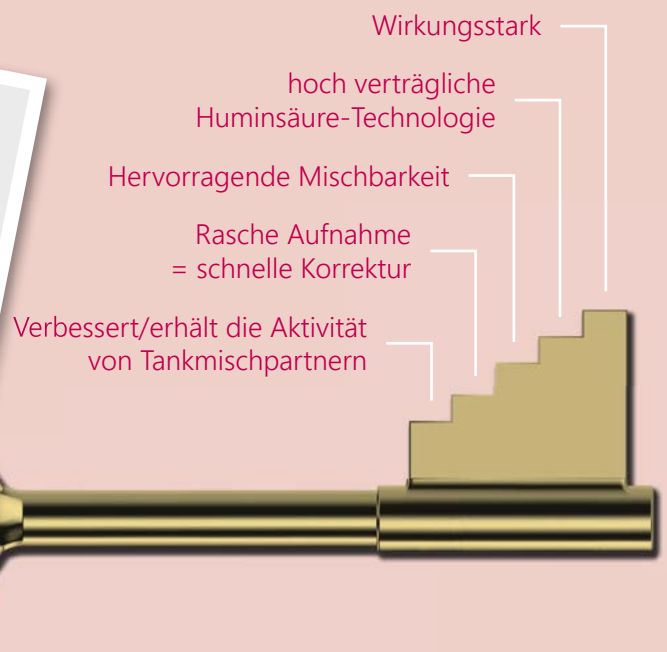 Wirkungsstark
hoch verträgliche
Huminsäure-Technologie
Hervorragende Mischbarkeit
Rasche Aufnahme
= schnelle Korrektur
Verbessert/erhält die Aktivität
von Tankmischpartnern